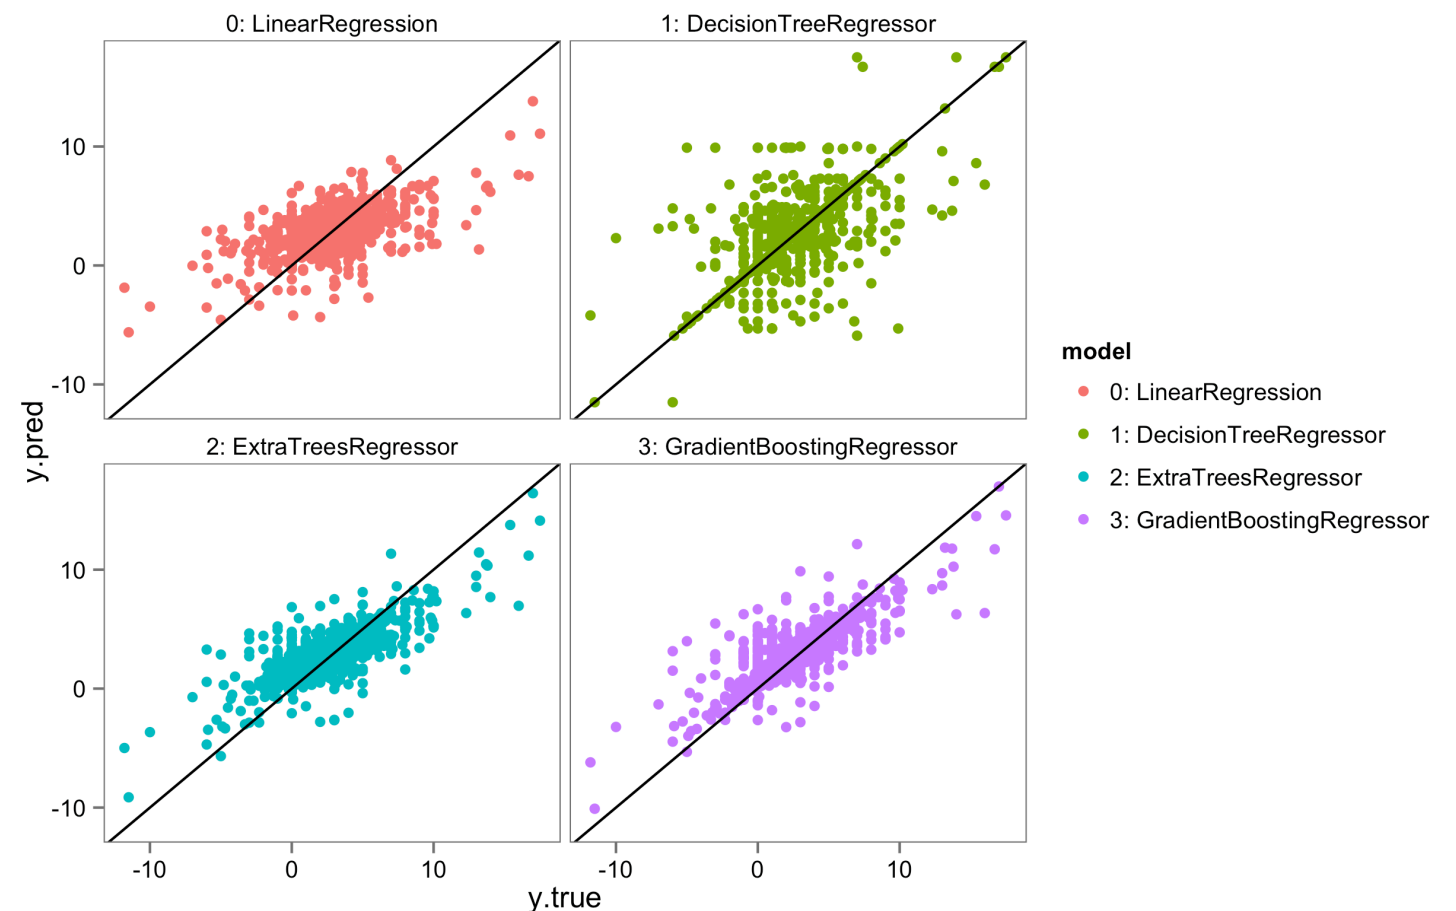 0: LinearRegression
1: DecisionTreeRegressor
10
0
-10
2: ExtraTreesRegressor
3: GradientBoostingRegressor
10
0
-10
-10
0
10
-10
0
10
y.true
y.pred
model
0: LinearRegression
1: DecisionTreeRegressor
2: ExtraTreesRegressor
3: GradientBoostingRegressor